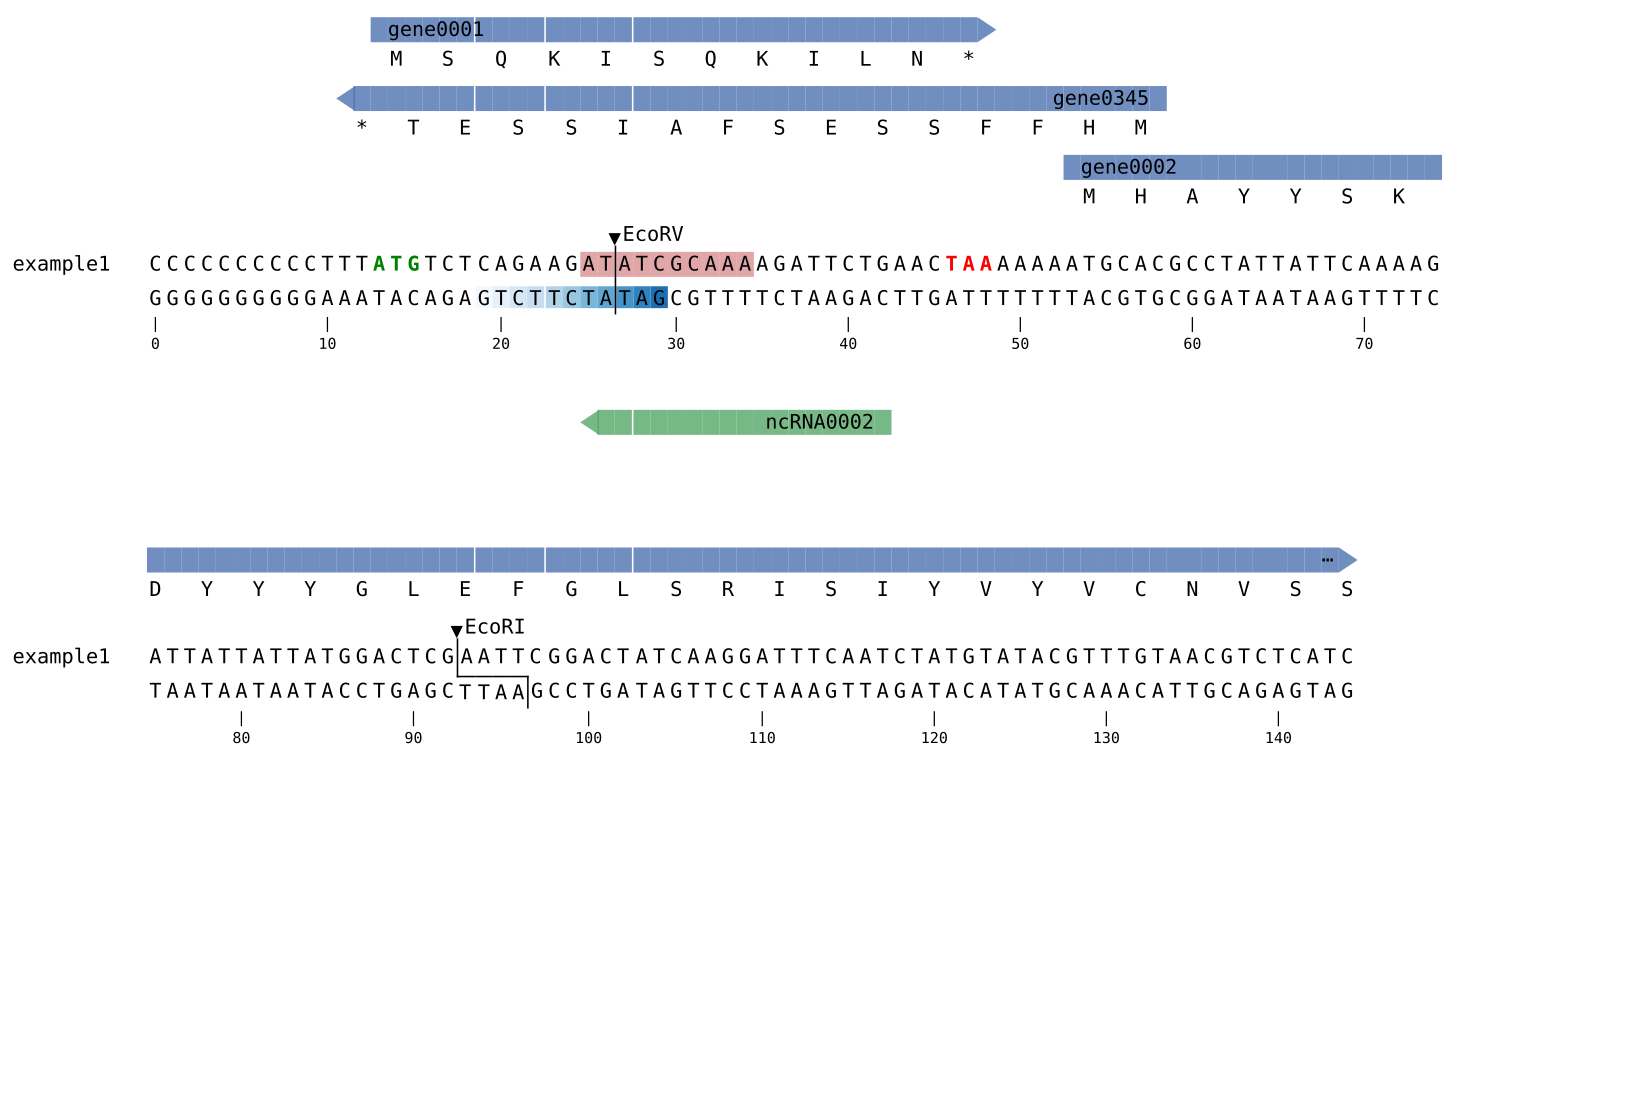 gene0001
M S Q K I S Q K I L N *
gene0345
* T E S S I A F S E S S F F H M
gene0002
M H A Y Y S K
EcoRV
example1 CCCCCCCCCCTTTATGTCTCAGAAGATATCGCAAAAGATTCTGAACTAAAAAAATGCACGCCTATTATTCAAAAG
GGGGGGGGGGAAATACAGAGTCTTCTATAGCGTTTTCTAAGACTTGATTTTTTTACGTGCGGATAATAAGTTTTC
0 10 20 30 40 50 60 70
ncRNA0002
…
D Y Y Y G L E F G L S R I S I Y V Y V C N V S S
EcoRI
example1 ATTATTATTATGGACTCGAATTCGGACTATCAAGGATTTCAATCTATGTATACGTTTGTAACGTCTCATC
TAATAATAATACCTGAGCTTAAGCCTGATAGTTCCTAAAGTTAGATACATATGCAAACATTGCAGAGTAG
80 90 100 110 120 130 140